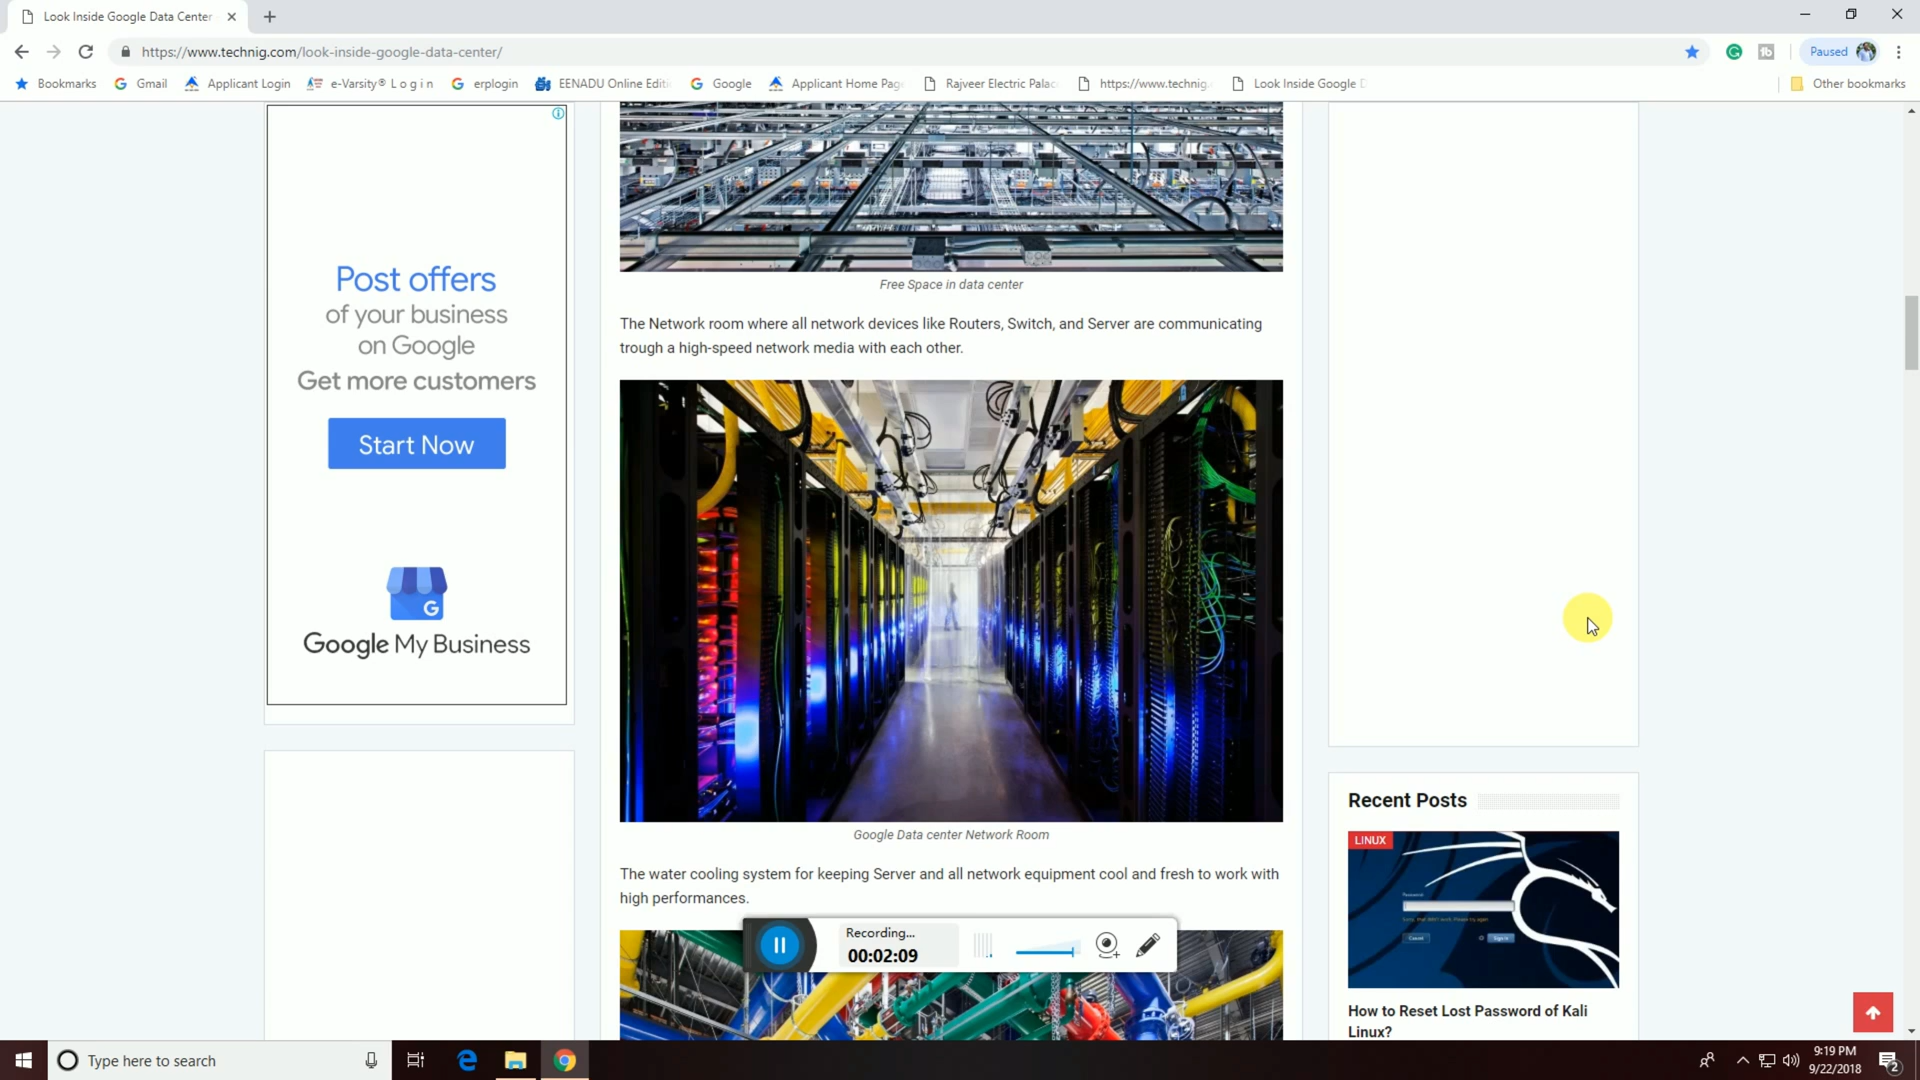 Look Inside Google Data Center
https://www.technig.com/look-inside-google-data-center/
Paused
Bookmarks
Gmail
Applicant Login
e-Varsity® L o g i n
erplogin
EENADU Online Editi
Google
Applicant Home Page
Rajveer Electric Palac
https://www.technig.
Look Inside Google D
Other bookmarks
Post offers
of your business
on Google
Get more customers
Start Now
G
Google My Business
Free Space in data center
The Network room where all network devices like Routers, Switch, and Server are communicating
trough a high-speed network media with each other.
Google Data center Network Room
The water cooling system for keeping Server and all network equipment cool and fresh to work with
high performances.
Recording...
00:02:09
Recent Posts
LINUX
How to Reset Lost Password of Kali
Linux?
Type here to search
9:19 PM
9/22/2018
2